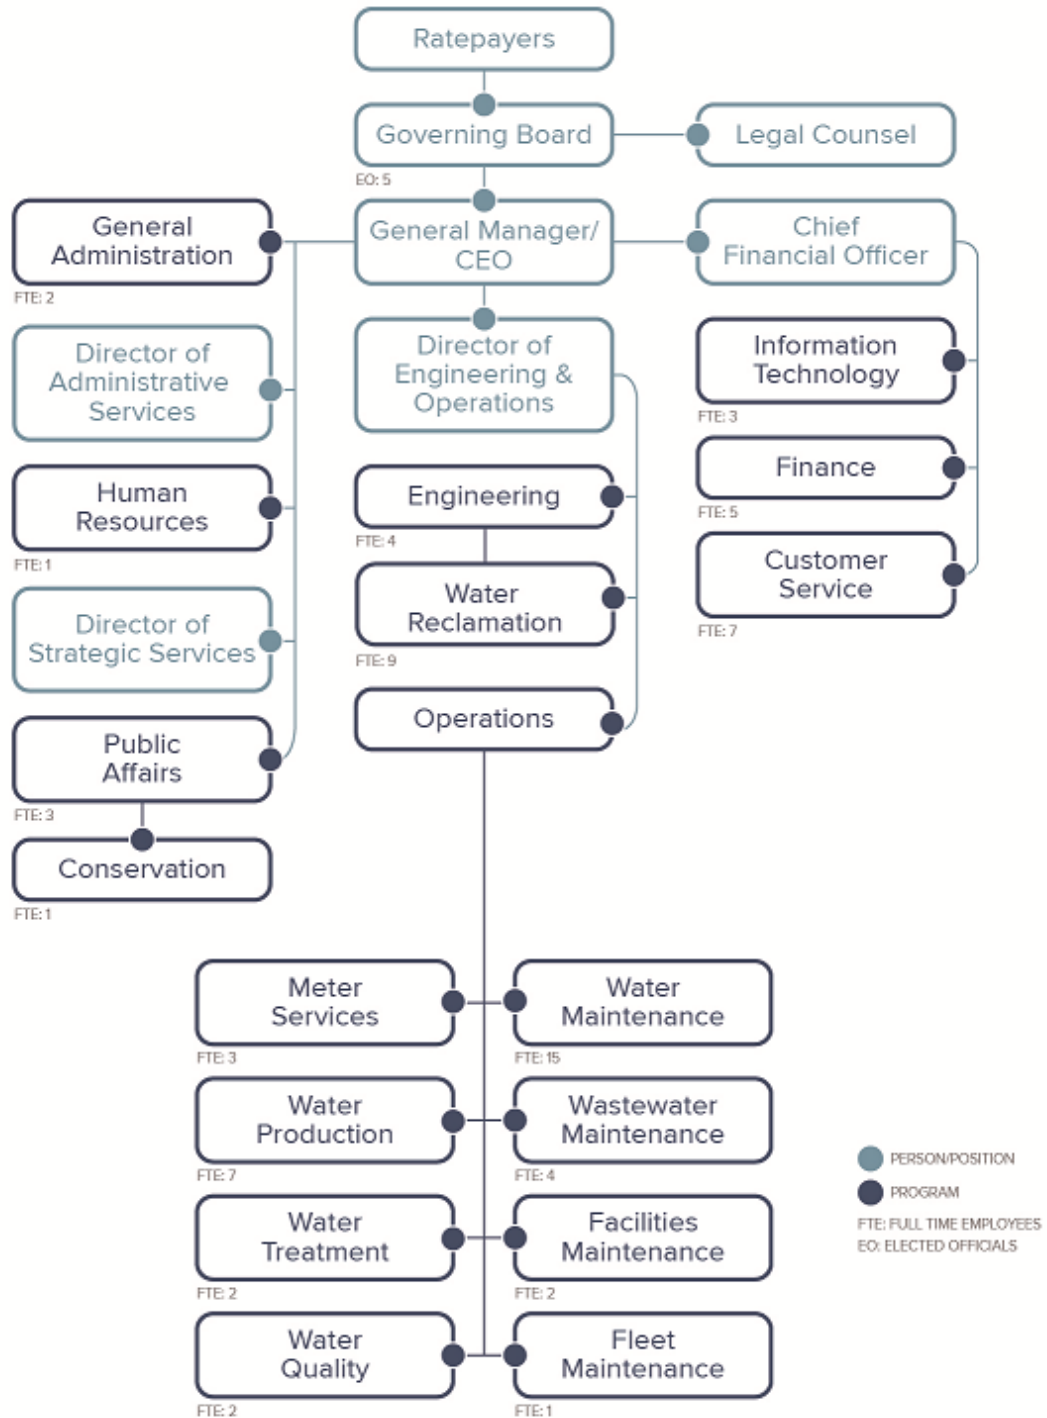 Ratepayers
Governing Board
Legal Counsel
EO: 5
General
Administration
FTE: 2
General Manager/
CEO
Chief
Financial Officer
Director of
Administrative
Services
Director of
Engineering &
Operations
Information
Technology
FTE: 3
Human
Resources
FTE: 1
Engineering
FTE: 4
Finance
FTE: 5
Customer
Service
FTE: 7
Water
Reclamation
FTE: 9
Director of
Strategic Services
Operations
Public
Affairs
FTE: 3
Conservation
FTE: 1
Meter
Services
FTE: 3
Water
Maintenance
FTE: 15
Water
Production
FTE: 7
Wastewater
Maintenance
FTE: 4
Water
Treatment
FTE: 2
Facilities
Maintenance
FTE: 2
Water
Quality
FTE: 2
Fleet
Maintenance
FTE: 1
PERSON/POSITION
PROGRAM
FTE: FULL TIME EMPLOYEES
EO: ELECTED OFFICIALS